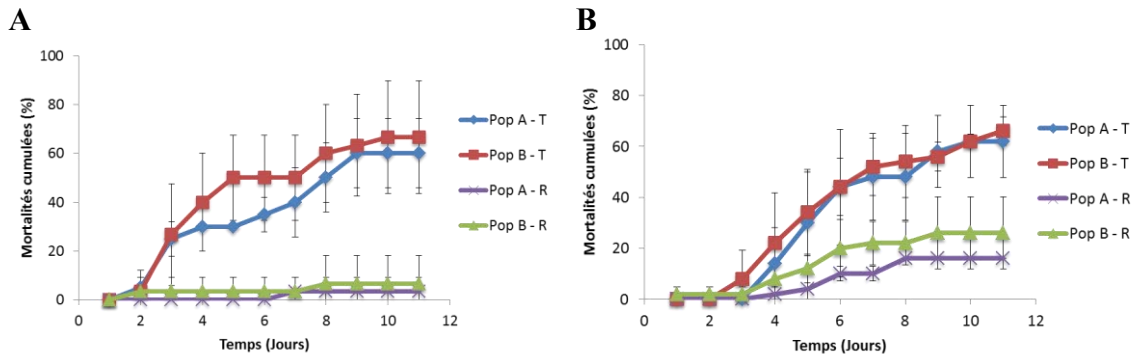 A
Mortalités cumulées (%)
100
80
60
40
20
0
0 2 4 6 8 10 12
Temps (Jours)
Pop A - T
Pop B - T
Pop A - R
Pop B - R
B
Mortalités cumulées (%)
100
80
60
40
20
0
0 2 4 6 8 10 12
Temps (Jours)
Pop A - T
Pop B - T
Pop A - R
Pop B - R